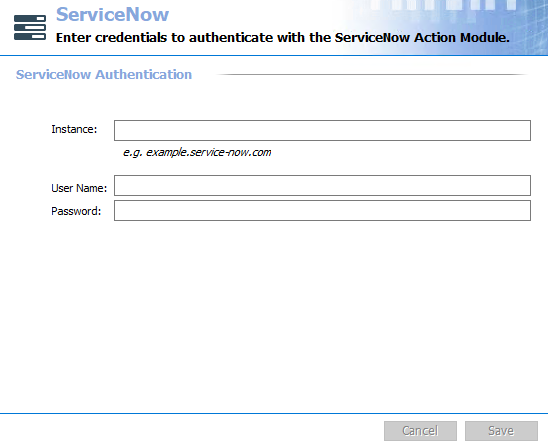 ServiceNow
Enter credentials to authenticate with the ServiceNow Action Module.
ServiceNow Authentication
Instance:
e.g. example.service-now.com
User Name:
Password:
Cancel Save